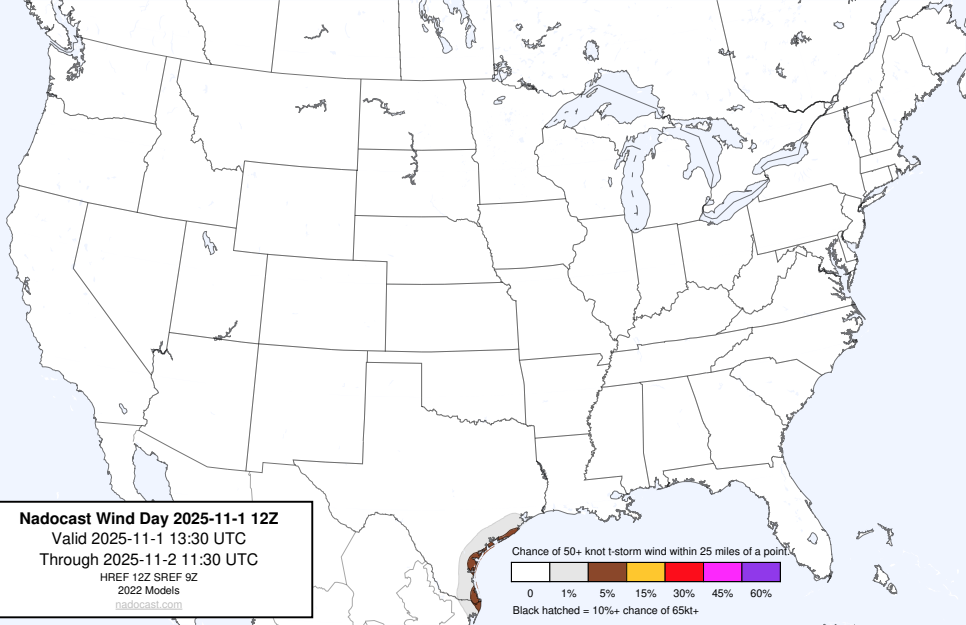 Nadocast Wind Day 2025-11-1 12Z
Valid 2025-11-1 13:30 UTC
Through 2025-11-2 11:30 UTC
HREF 12Z SREF 9Z
2022 Models
nadocast.com
Chance of 50+ knot t-storm wind within 25 miles of a point.
0 1% 5% 15% 30% 45% 60%
Black hatched = 10%+ chance of 65kt+